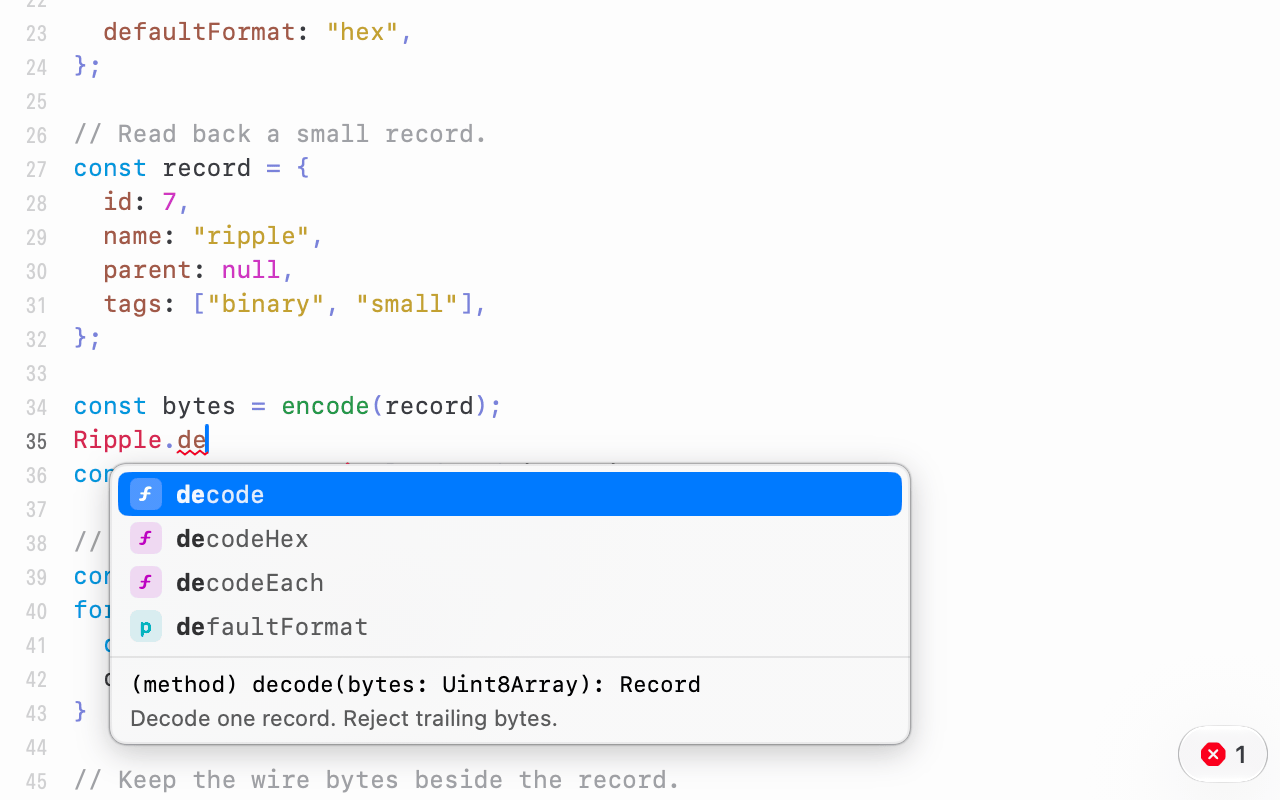 23 defaultFormat: "hex",
24 };
25
26 // Read back a small record.
27 const record = {
28 id: 7,
29 name: "ripple",
30 parent: null,
31 tags: ["binary", "small"],
32 };
33
34 const bytes = encode(record);
35 Ripple.de
36
f decode
37
f decodeHex
38 //
39
f decodeEach
40 for
p defaultFormat
41
42
(method) decode(bytes: Uint8Array): Record
43 }
Decode one record. Reject trailing bytes.
44
1
45 // Keep the wire bytes beside the record.